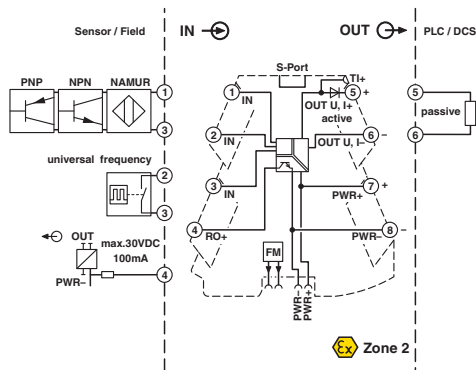 Sensor / Field
IN
OUT
PLC / DCS
S-Port
PNP
NPN
NAMUR
TI+
1
1
5
+
5
IN
OUT U, I+
active
passive
3
2
6
–
6
IN
OUT U, I–
universal frequency
2
3
7
+
IN
PWR+
3
4
8
–
RO+
PWR–
OUT
max.30VDC
100mA
FM
PWR–
4
PWR–
PWR+
Ex
Zone 2